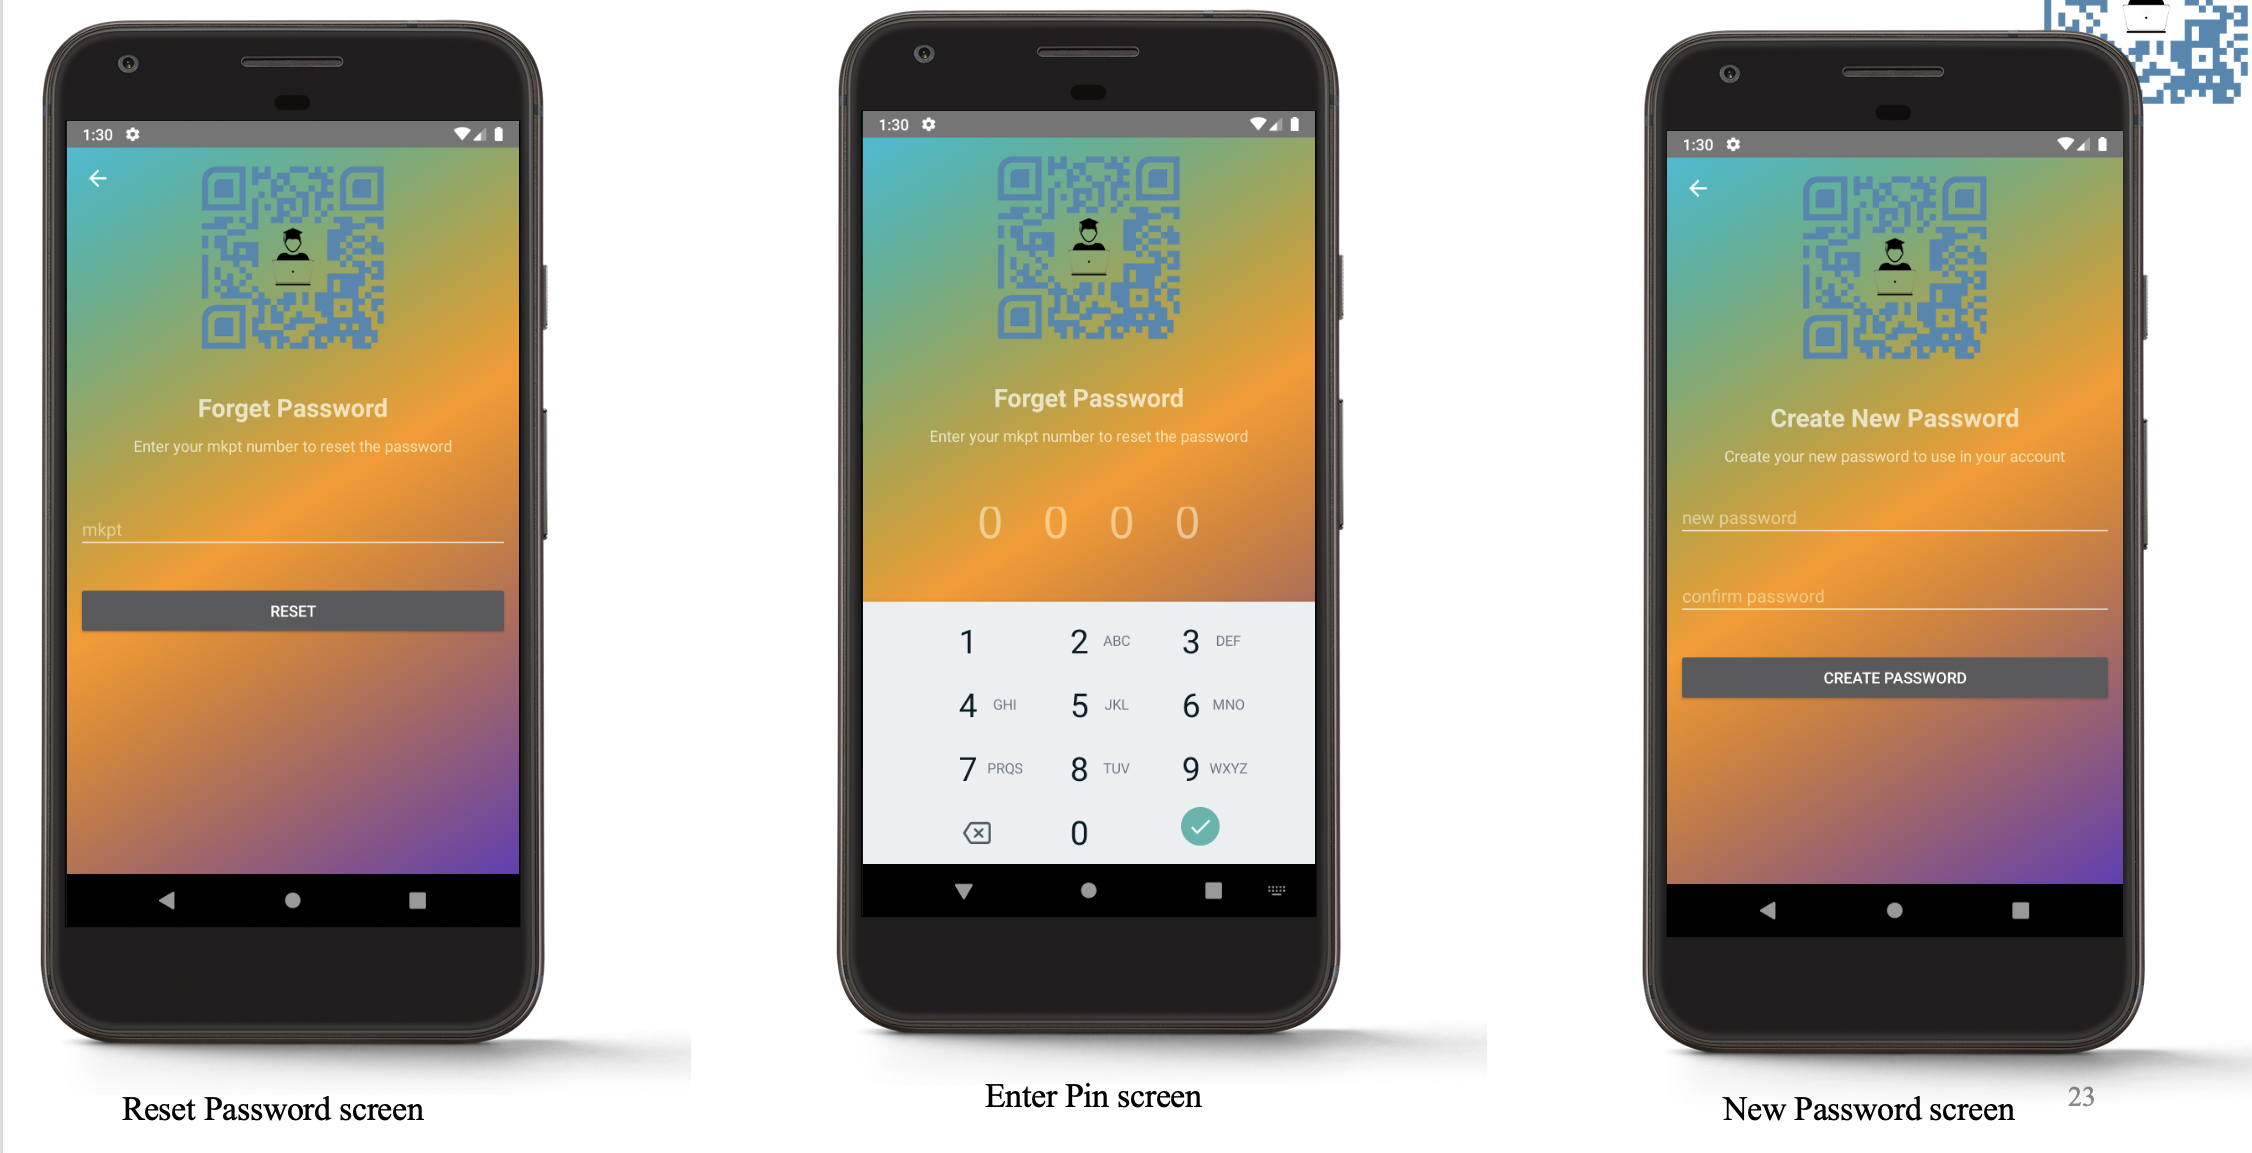 1:30
Forget Password
Enter your mkpt number to reset the password
mkpt
RESET
Reset Password screen
1:30
Forget Password
Enter your mkpt number to reset the password
0 0 0 0
1 2 ABC 3 DEF
4 GHI 5 JKL 6 MNO
7 PRQS 8 TUV 9 WXYZ
0
Enter Pin screen
1:30
Create New Password
Create your new password to use in your account
new password
confirm password
CREATE PASSWORD
New Password screen
23